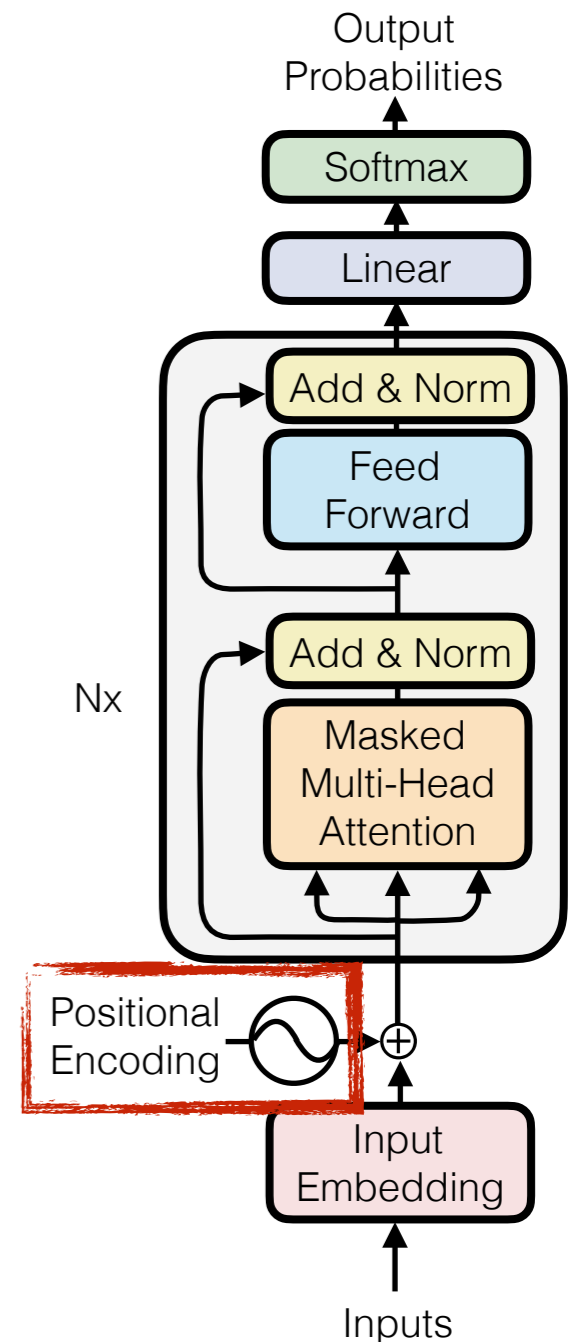 Output
Probabilities
Softmax
Linear
Add & Norm
Feed
Forward
Add & Norm
Nx
Masked
Multi-Head
Attention
Positional
Encoding
Input
Embedding
Inputs